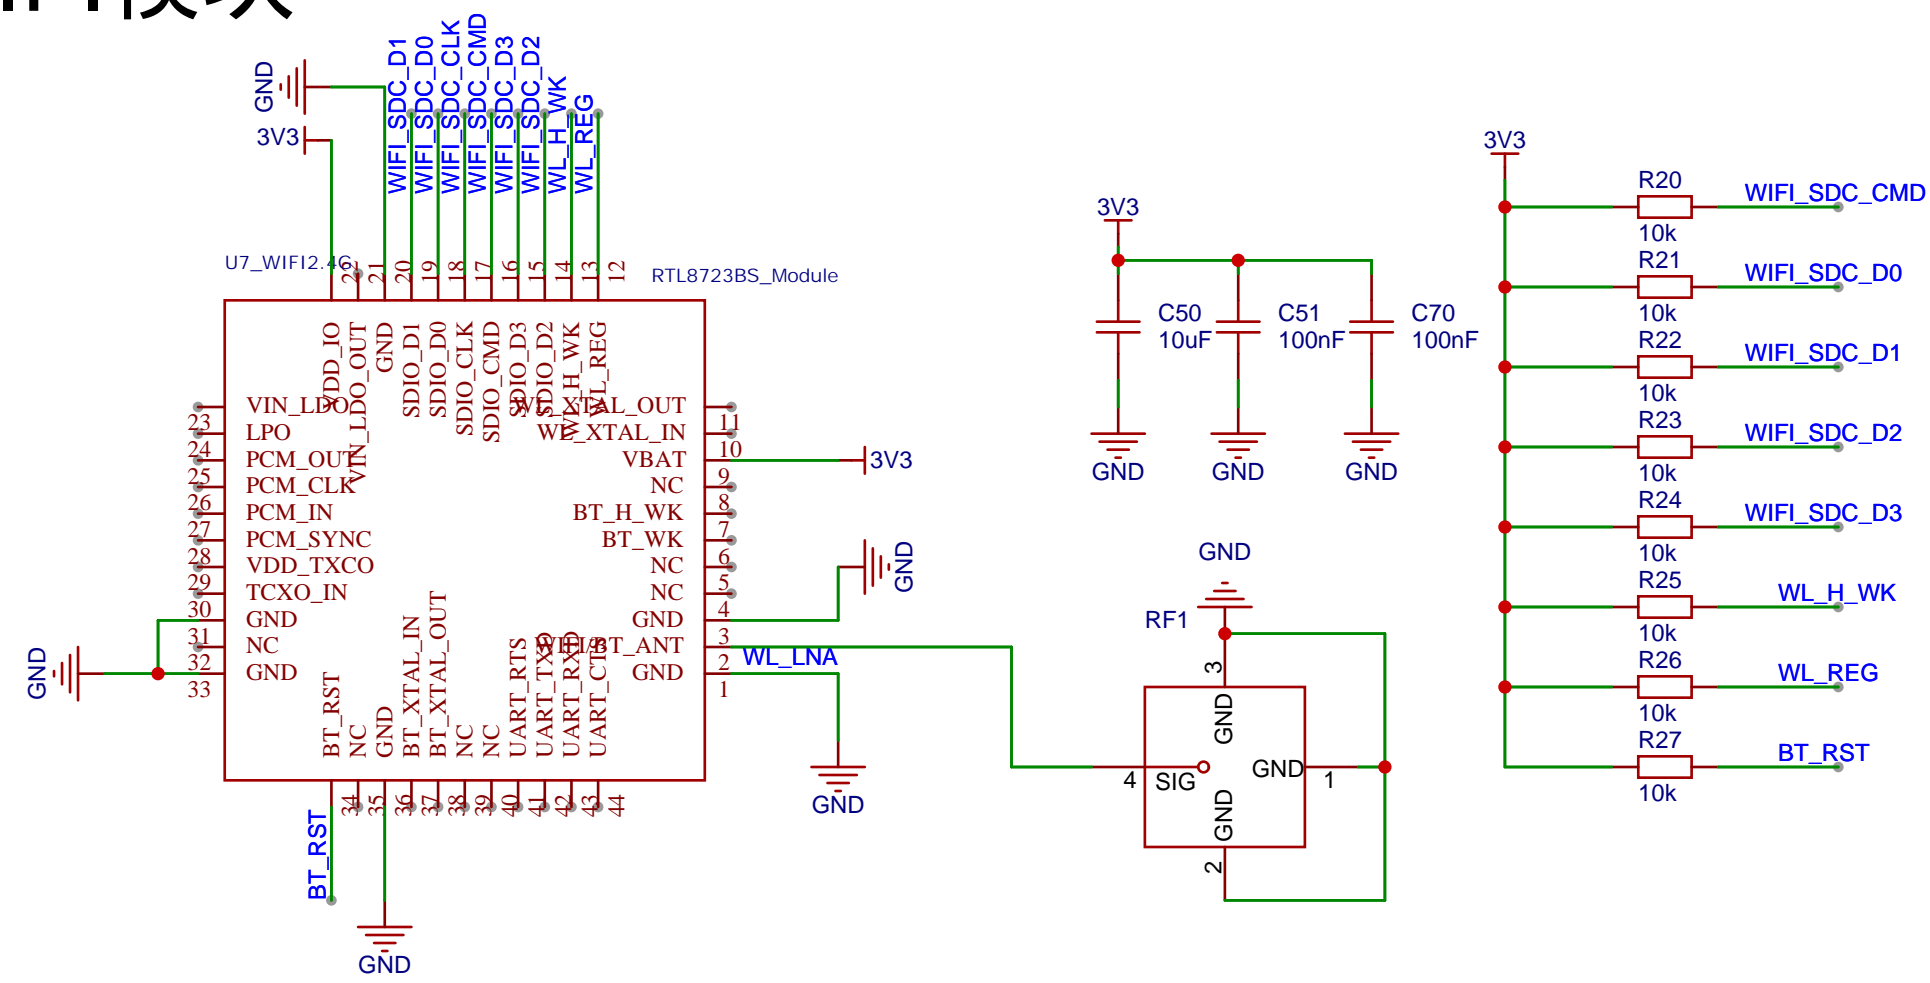 模块
GND
3V3
WIFI_SDC_D1
WIFI_SDC_D0
WIFI_SDC_CLK
WIFI_SDC_CMD
WIFI_SDC_D3
WIFI_SDC_D2
WL_H_WK
WL_REG
U7_WIFI2.4G
RTL8723BS_Module
22
21
20
19
18
17
16
15
14
13
12
VDD_IO
VIN_LDO_OUT
GND
SDIO_D1
SDIO_D0
SDIO_CLK
SDIO_CMD
SDIO_D3
SDIO_D2
WL_H_WK
WL_REG
VIN_LDO
LPO
PCM_OUT
PCM_CLK
PCM_IN
PCM_SYNC
VDD_TXCO
TCXO_IN
GND
NC
GND
23
24
25
26
27
28
29
30
31
32
33
GND
WL_XTAL_OUT
WL_XTAL_IN
VBAT
NC
BT_H_WK
BT_WK
NC
NC
GND
WIFI/BT_ANT
GND
11
10
9
8
7
6
5
4
3
2
1
3V3
GND
WL_LNA
GND
BT_RST
NC
GND
BT_XTAL_IN
BT_XTAL_OUT
NC
NC
UART_RTS
UART_TXD
UART_RXD
UART_CTS
34
35
36
37
38
39
40
41
42
43
44
BT_RST
GND
3V3
C50
10uF
C51
100nF
C70
100nF
GND
GND
GND
GND
RF1
3
GND
4
SIG
GND
1
GND
2
3V3
R20
WIFI_SDC_CMD
10k
R21
WIFI_SDC_D0
10k
R22
WIFI_SDC_D1
10k
R23
WIFI_SDC_D2
10k
R24
WIFI_SDC_D3
10k
R25
WL_H_WK
10k
R26
WL_REG
10k
R27
BT_RST
10k